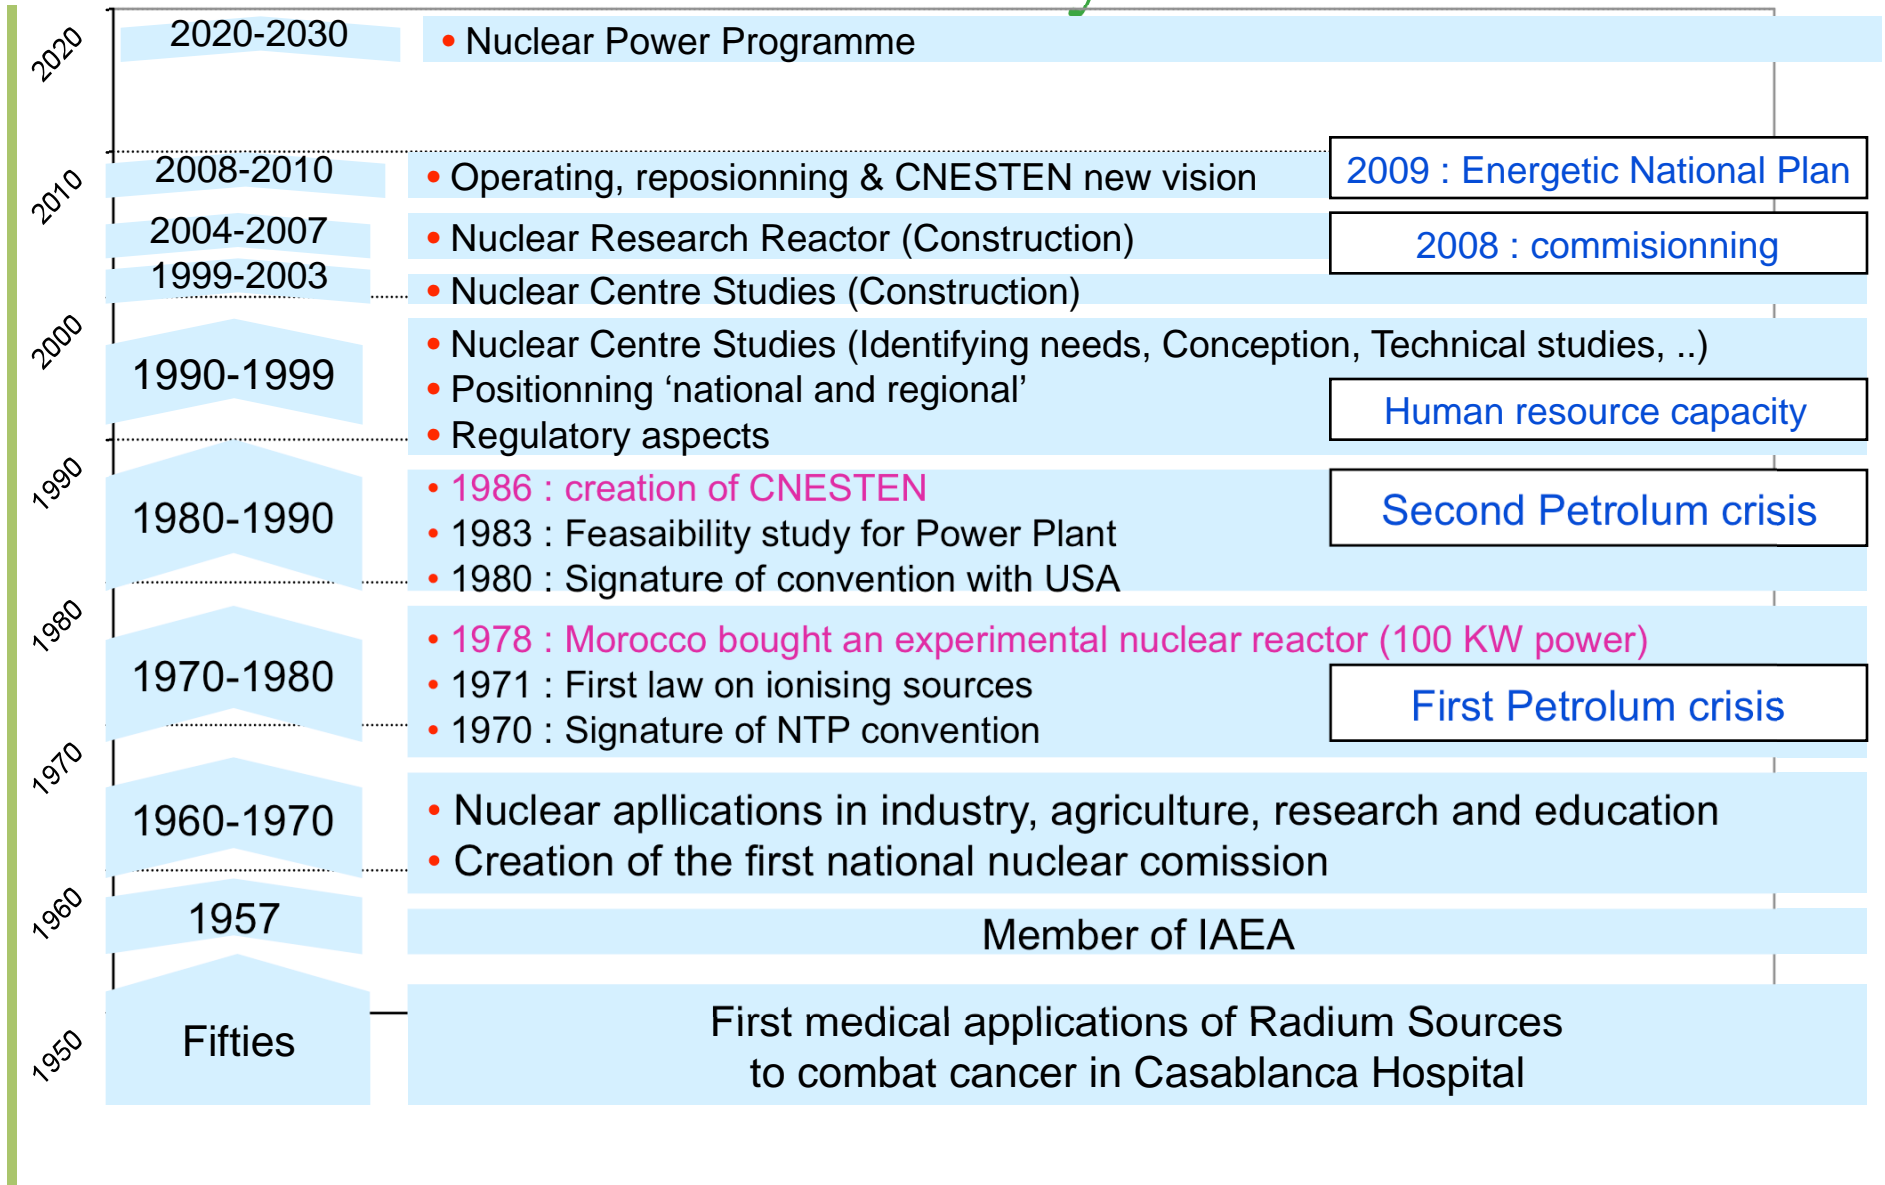 2020
2020-2030
• Nuclear Power Programme
2010
2008-2010
• Operating, reposionning & CNESTEN new vision
2009 : Energetic National Plan
2004-2007
• Nuclear Research Reactor (Construction)
2008 : commisionning
1999-2003
• Nuclear Centre Studies (Construction)
2000
1990-1999
• Nuclear Centre Studies (Identifying needs, Conception, Technical studies, ..)
• Positionning ‘national and regional’
• Regulatory aspects
Human resource capacity
1990
1980-1990
• 1986 : creation of CNESTEN
• 1983 : Feasaibility study for Power Plant
• 1980 : Signature of convention with USA
Second Petrolum crisis
1980
1970-1980
• 1978 : Morocco bought an experimental nuclear reactor (100 KW power)
• 1971 : First law on ionising sources
• 1970 : Signature of NTP convention
First Petrolum crisis
1970
1960-1970
• Nuclear apllications in industry, agriculture, research and education
• Creation of the first national nuclear comission
1960
1957
Member of IAEA
1950
Fifties
First medical applications of Radium Sources
to combat cancer in Casablanca Hospital